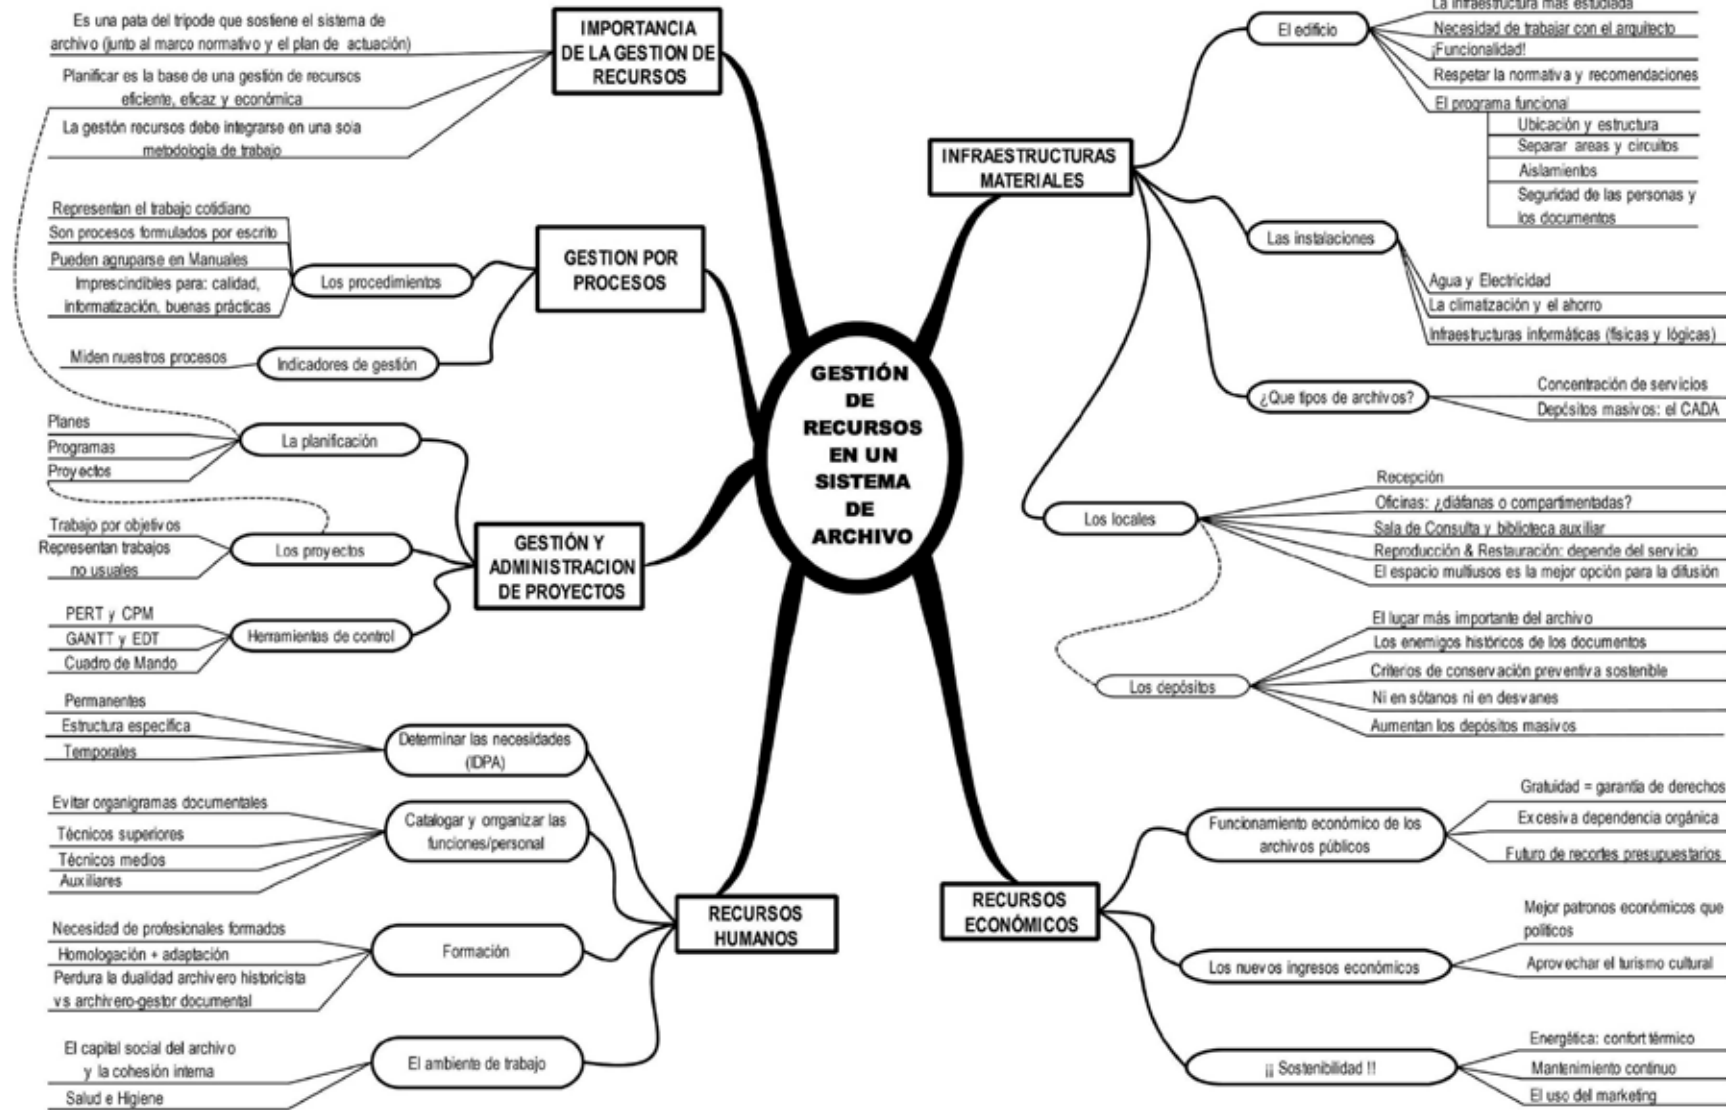 Es una pata del trípode que sostiene el sistema de
archivo (junto al marco normativo y el plan de actuación)
Planificar es la base de una gestión de recursos
eficiente, eficaz y económica
La gestón recursos debe integrarse en una sola
metodología de trabajo
IMPORTANCIA
DE LA GESTION DE
RECURSOS
Representan el trabajo cotidiano
Son procesos formulados por escrito
Pueden agruparse en Manuales
Imprescindibles para: calidad,
informatización, buenas prácticas
Los procedimientos
GESTION POR
PROCESOS
Miden nuestros procesos
Indicadores de gestión
Planes
Programas
Proyectos
La planificación
Trabajo por objetivos
Representan trabajos
no usuales
Los proyectos
GESTIÓN Y
ADMINISTRACION
DE PROYECTOS
PERT y CPM
GANTT y EDT
Cuadro de Mando
Herramientas de control
Permanentes
Estructura específica
Temporales
Determinar las necesidades
(IDPA)
Evitar organigramas documentales
Técnicos superiores
Técnicos medios
Auxiliares
Catalogar y orrganizar las
funciones/personal
RECURSOS
HUMANOS
Necesidad de profesionales formados
Homologación + adaptación
Perdura la dualidad archivero historicista
vs archivero-gestor documental
Formación
El capital social del archivo
y la cohesión interna
Salud e Higiene
El ambiente de trabajo
GESTIÓN
DE
RECURSOS
EN UN
SISTEMA
DE
ARCHIVO
INFRAESTRUCTURAS
MATERIALES
El edificio
La infraestructura más estudiada
Necesidad de trabajar con el arquitecto
¡Funcionalidad!
Respetar la normativa y recomendaciones
El programa funcional
Ubicación y estructura
Separar areas y circuitos
Aislamientos
Seguridad de las personas y
los documentos
Las instalaciones
Agua y Electricidad
La climatización y el ahorro
Infraestructuras informáticas (físicas y lógicas)
¿Que tipos de archivos?
Concentración de servicios
Depósitos masivos: el CADA
Los locales
Recepción
Oficinas: ¿diáfanas o compartimentadas?
Sala de Consulta y biblioteca auxiliar
Reproducción & Restauración: depende del servicio
El espacio multiusos es la mejor opción para la difusión
Los depósitos
El lugar más importante del archivo
Los enemigos históricos de los documentos
Criterios de conservación preventiva sostenible
Ni en sótanos ni en desvanes
Aumentan los depósitos masivos
RECURSOS
ECONÓMICOS
Funcionamiento económico de los
archivos públicos
Gratuidad = garantía de derechos
Excesiva dependencia orgánica
Futuro de recortes presupuestarios
Los nuevos ingresos económicos
Mejor patronos económicos que
políticos
Aprovechar el turismo cultural
¡¡ Sostenibilidad !!
Energética: confort térmico
Mantenimiento continuo
El uso del marketing